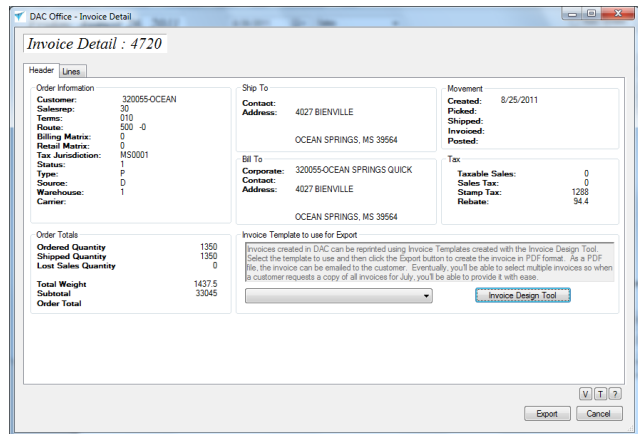 DAC Office - Invoice Detail
Invoice Detail : 4720
Header Lines
Order Information
Customer: 320055-OCEAN
Salesrep: 30
Terms: 010
Route: 500 -0
Billing Matrix: 0
Retail Matrix: 0
Tax Jurisdiction: MS0001
Status: 1
Type: P
Source: D
Warehouse: 1
Carrier:
Ship To
Contact:
Address: 4027 BIENVILLE
OCEAN SPRINGS, MS 39564
Bill To
Corporate: 320055-OCEAN SPRINGS QUICK
Contact:
Address: 4027 BIENVILLE
OCEAN SPRINGS, MS 39564
Movement
Created: 8/25/2011
Picked:
Shipped:
Invoiced:
Posted:
Tax
Taxable Sales: 0
Sales Tax: 0
Stamp Tax: 1288
Rebate: 94.4
Order Totals
Ordered Quantity 1350
Shipped Quantity 1350
Lost Sales Quantity 0
Total Weight 1437.5
Subtotal 33045
Order Total
Invoice Template to use for Export
Invoices created in DAC can be reprinted using Invoice Templates created with the Invoice Design Tool.
Select the template to use and then click the Export button to create the invoice in PDF format. As a PDF
file, the invoice can be emailed to the customer. Eventually, you'll be able to select multiple invoices so when
a customer requests a copy of all invoices for July, you'll be able to provide it with ease.
Invoice Design Tool
V T ?
Export Cancel